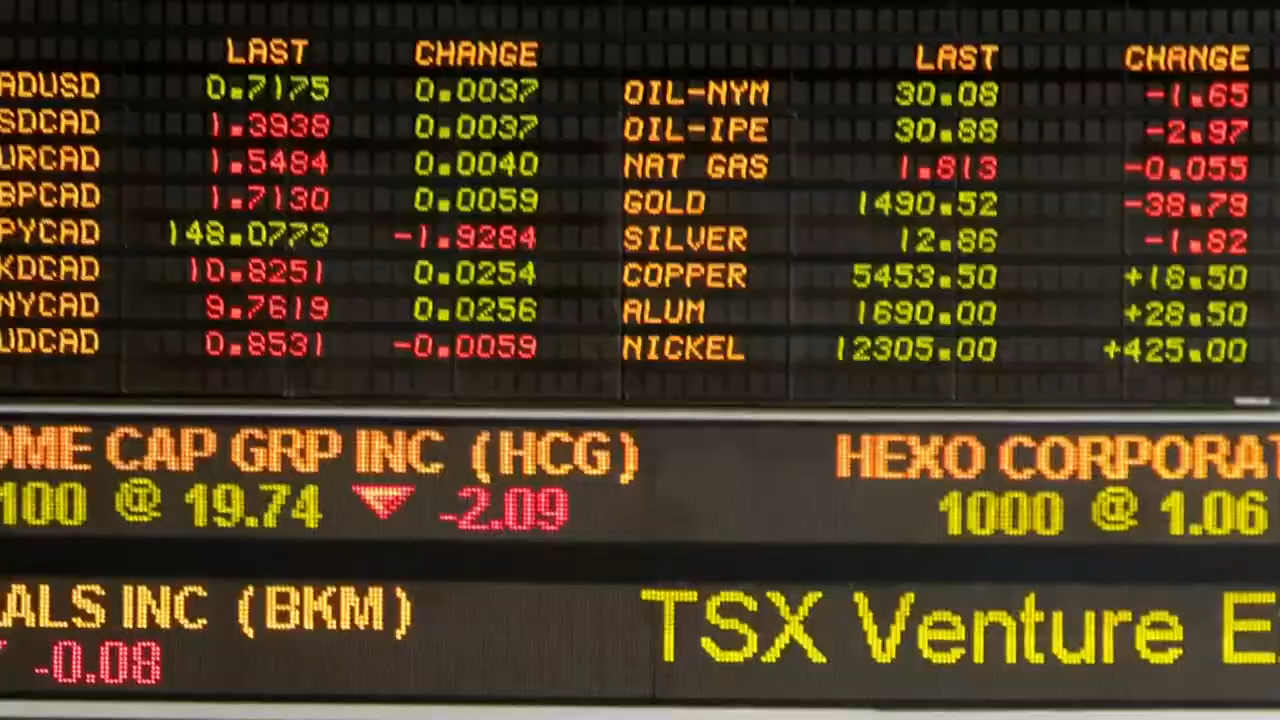 LAST CHANGE
ADUSD 0.7175 0.0037
SDCAD 1.3938 0.0037
URCAD 1.5484 0.0040
BPCAD 1.7130 0.0059
PYCAD 148.0773 -1.9284
KDCAD 10.8251 0.0254
NYCAD 9.7619 0.0256
UDCAD 0.8531 -0.0059
LAST CHANGE
OIL-NYM 30.08 -1.65
OIL-IPE 30.88 -2.97
NAT GAS 1.813 -0.055
GOLD 1490.52 -38.79
SILVER 12.86 -1.82
COPPER 5453.50 +18.50
ALUM 1690.00 +28.50
NICKEL 12305.00 +425.00
OME CAP GRP INC (HCG)
100 @ 19.74 ▼ -2.09
HEXO CORPORAT
1000 @ 1.06
ALS INC (BKM)
-0.08
TSX Venture E